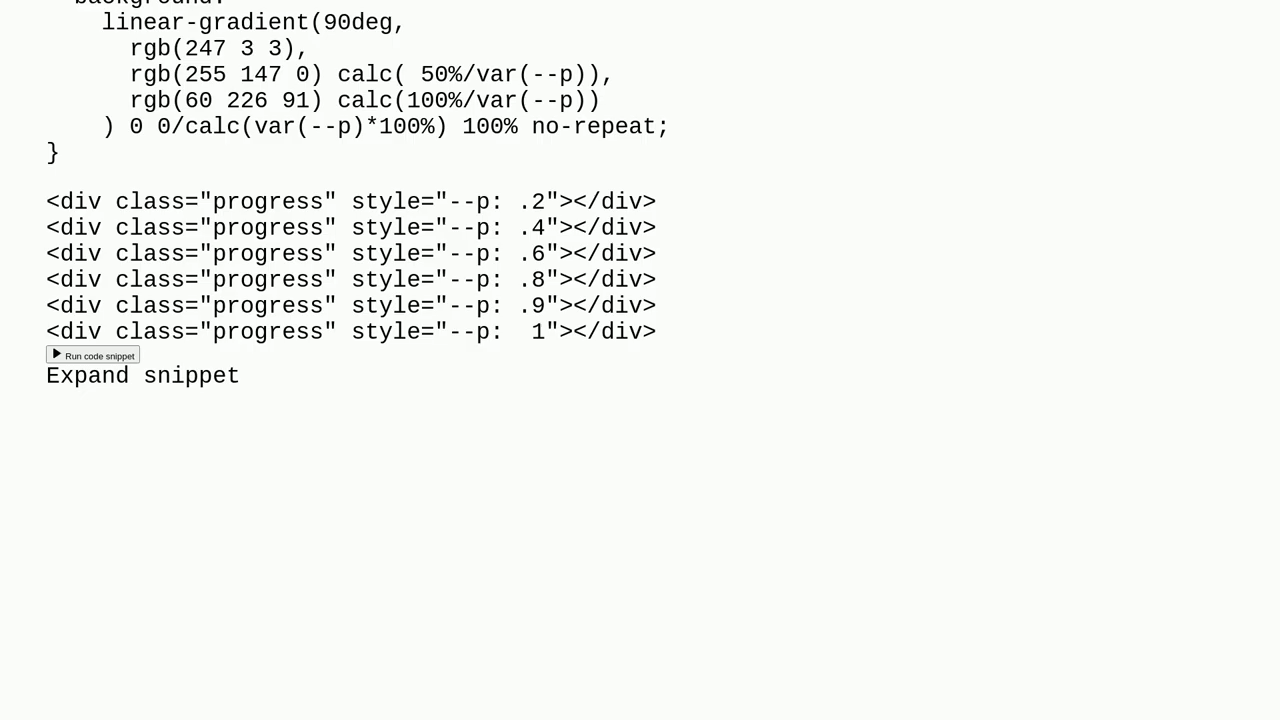 background:
linear-gradient(90deg,
rgb(247 3 3),
rgb(255 147 0) calc( 50%/var(--p)),
rgb(60 226 91) calc(100%/var(--p))
) 0 0/calc(var(--p)*100%) 100% no-repeat;
}
<div class="progress" style="--p: .2"></div>
<div class="progress" style="--p: .4"></div>
<div class="progress" style="--p: .6"></div>
<div class="progress" style="--p: .8"></div>
<div class="progress" style="--p: .9"></div>
<div class="progress" style="--p:  1"></div>
Run code snippet
Expand snippet